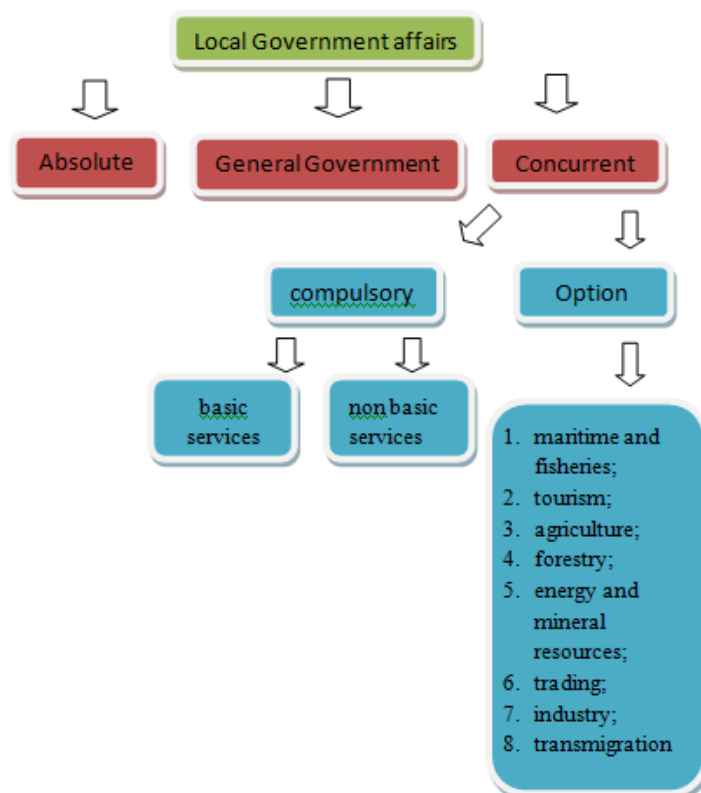 Local Government affairs
Absolute
General Government
Concurrent
compulsory
Option
basic
services
non basic
services
1. maritime and
fisheries;
2. tourism;
3. agriculture;
4. forestry;
5. energy and
mineral
resources;
6. trading;
7. industry;
8. transmigration